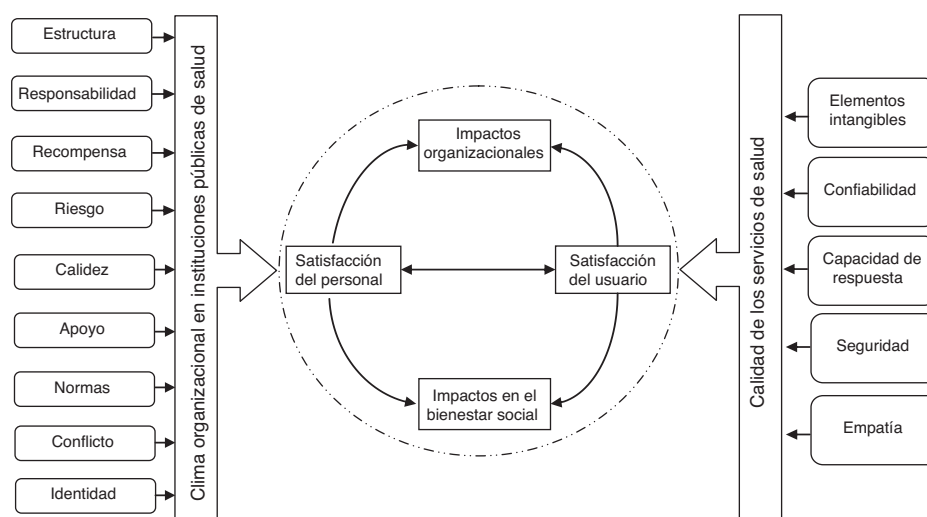 Estructura
Responsabilidad
Recompensa
Riesgo
Calidez
Apoyo
Normas
Conflicto
Identidad
Clima organizacional en instituciones públicas de salud
Impactos
organizacionales
Satisfacción
del personal
Satisfacción
del usuario
Impactos en el
bienestar social
Calidad de los servicios de salud
Elementos
intangibles
Confiabilidad
Capacidad de
respuesta
Seguridad
Empatía